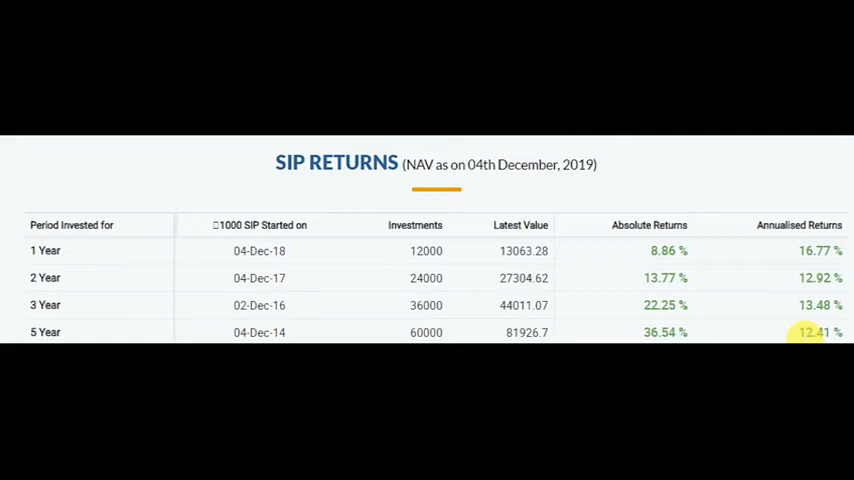 SIP RETURNS (NAV as on 04th December, 2019)
Period Invested for 1000 SIP Started on Investments Latest Value Absolute Returns Annualised Returns
1 Year 04-Dec-18 12000 13063.28 8.86 % 16.77 %
2 Year 04-Dec-17 24000 27304.62 13.77 % 12.92 %
3 Year 02-Dec-16 36000 44011.07 22.25 % 13.48 %
5 Year 04-Dec-14 60000 81926.7 36.54 % 12.41 %